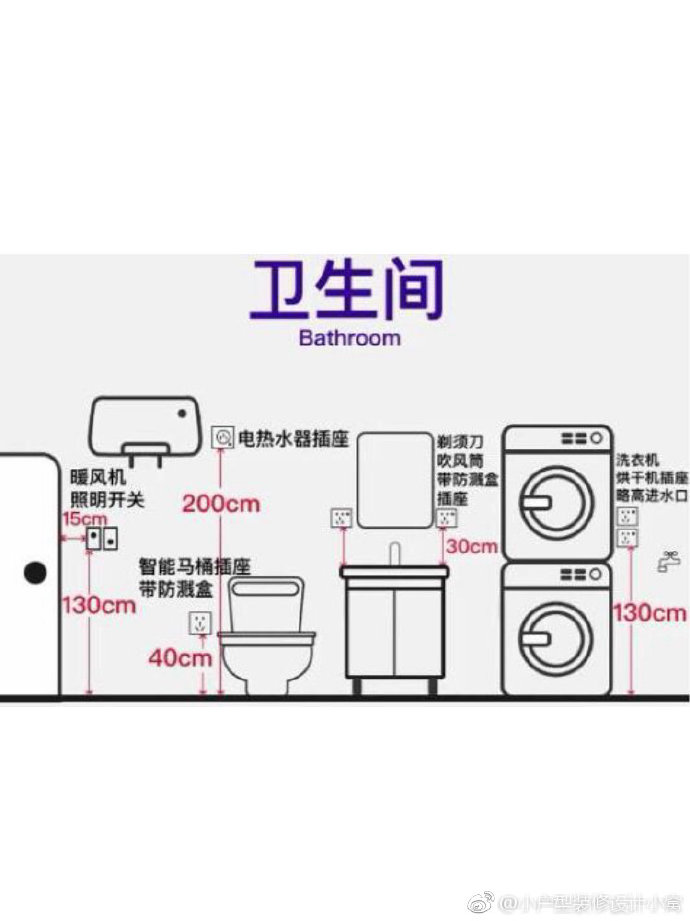 卫生间
Bathroom
电热水器插座
暖风机
照明开关
15cm
130cm
200cm
智能马桶插座
带防溅盒
40cm
剃须刀
吹风筒
带防溅盒
插座
30cm
洗衣机
烘干机插座
略高进水口
130cm
@小户型装修设计小窝